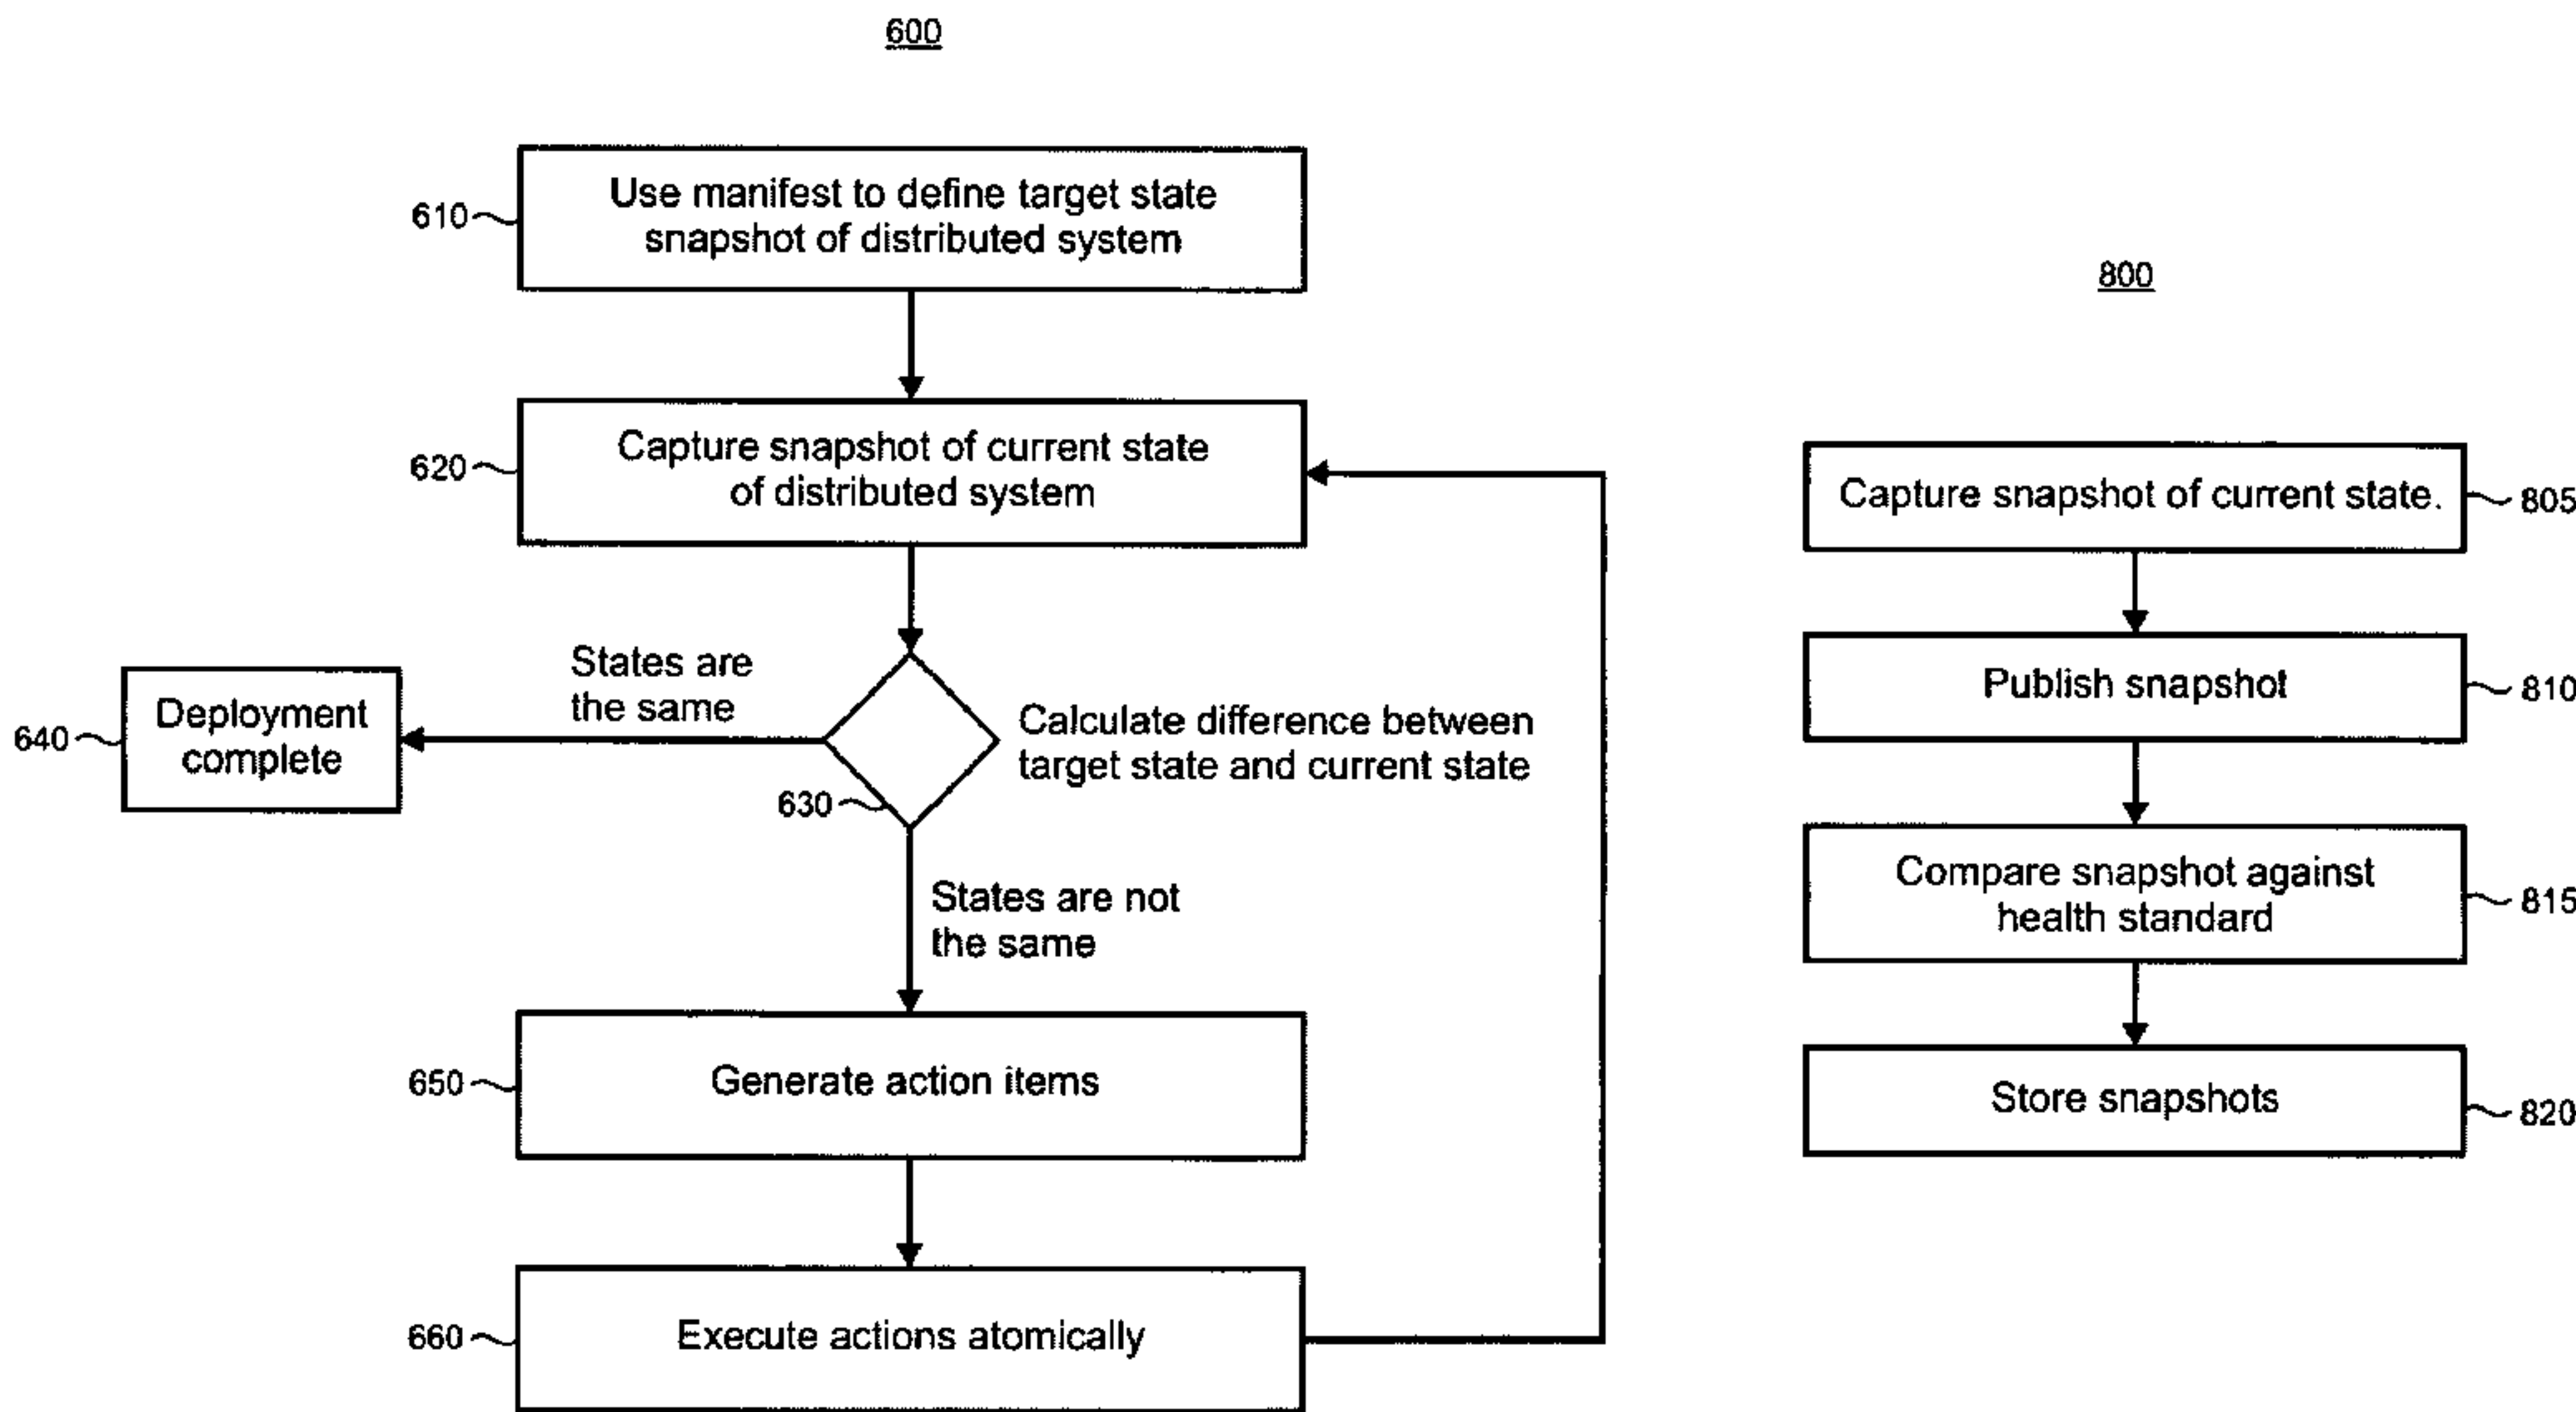 600
Use manifest to define target state
snapshot of distributed system
610
Capture snapshot of current state
of distributed system
620
States are
the same
Deployment
complete
640
Calculate difference between
target state and current state
630
States are not
the same
Generate action items
650
Execute actions atomically
660
800
Capture snapshot of current state.
805
Publish snapshot
810
Compare snapshot against
health standard
815
Store snapshots
820